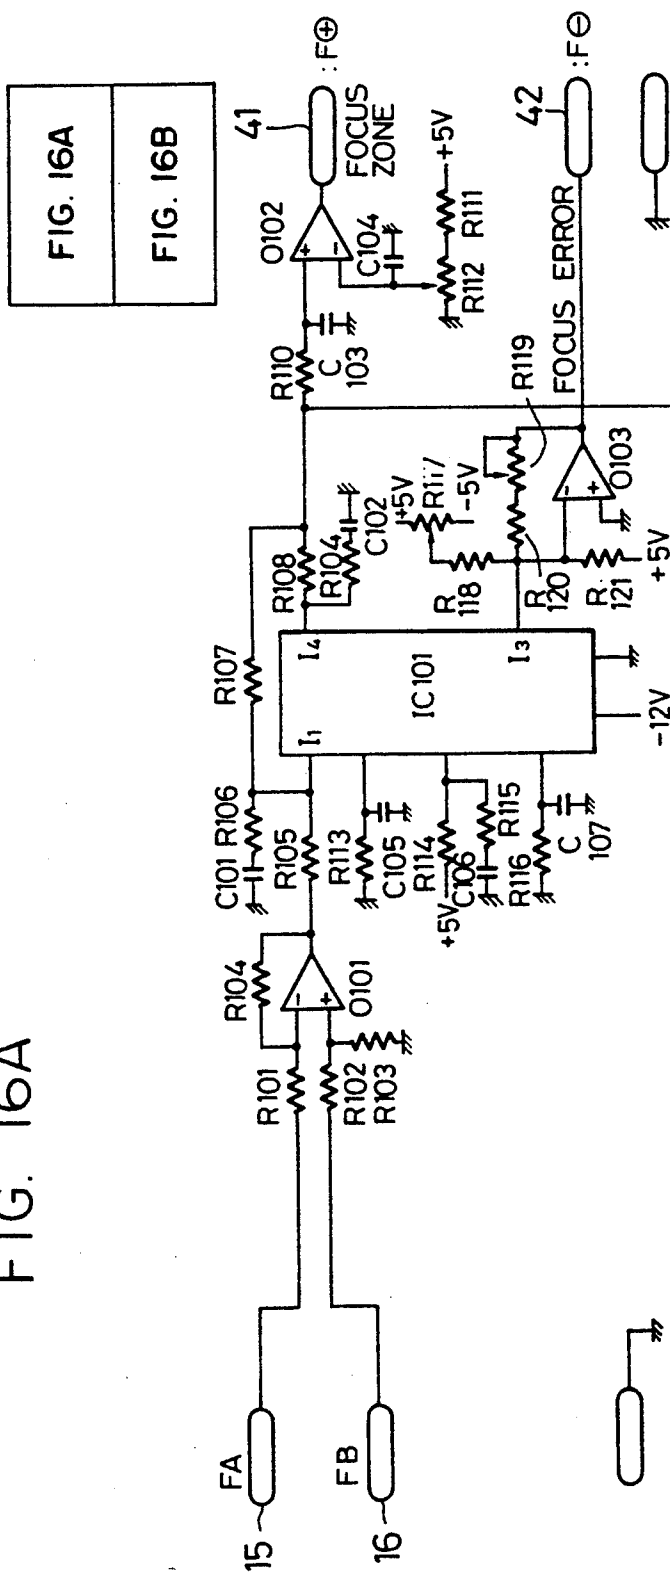 FIG. 16A
FIG. 16A
FIG. 16B
15
FA
16
FB
R101
R102
R103
R104
O101
-
+
C101
R106
R105
R107
R113
C105
R114
+5V
C106
R115
R116
C
107
I1
I4
IC101
I3
-12V
R108
R104
C102
+5V
R117
-5V
R
118
R
120
R
121
+5V
R119
O103
-
+
R110
C
103
O102
+
-
C104
R112
R111
+5V
41
FOCUS
ZONE
:F⊕
FOCUS ERROR
42
:F⊖